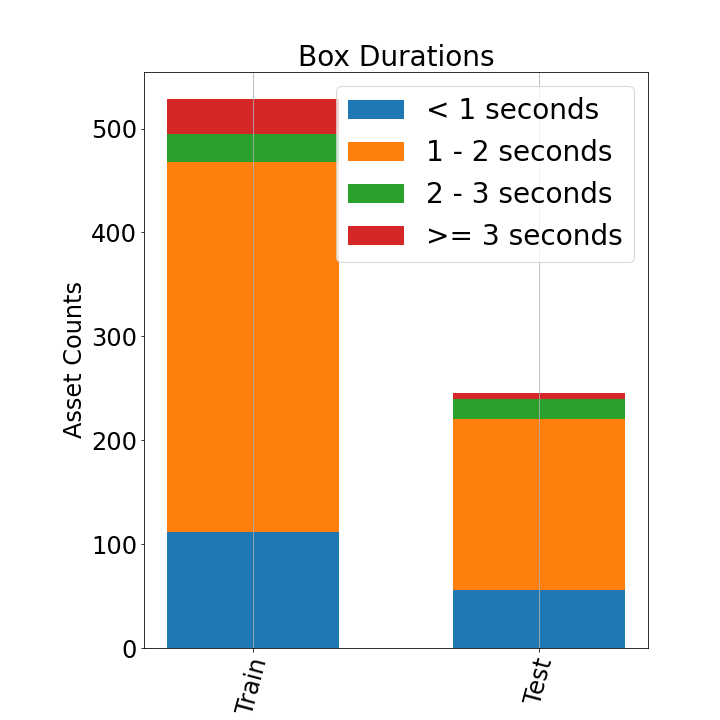 Box Durations
< 1 seconds
1 - 2 seconds
2 - 3 seconds
>= 3 seconds
Asset Counts
500
400
300
200
100
0
Train
Test